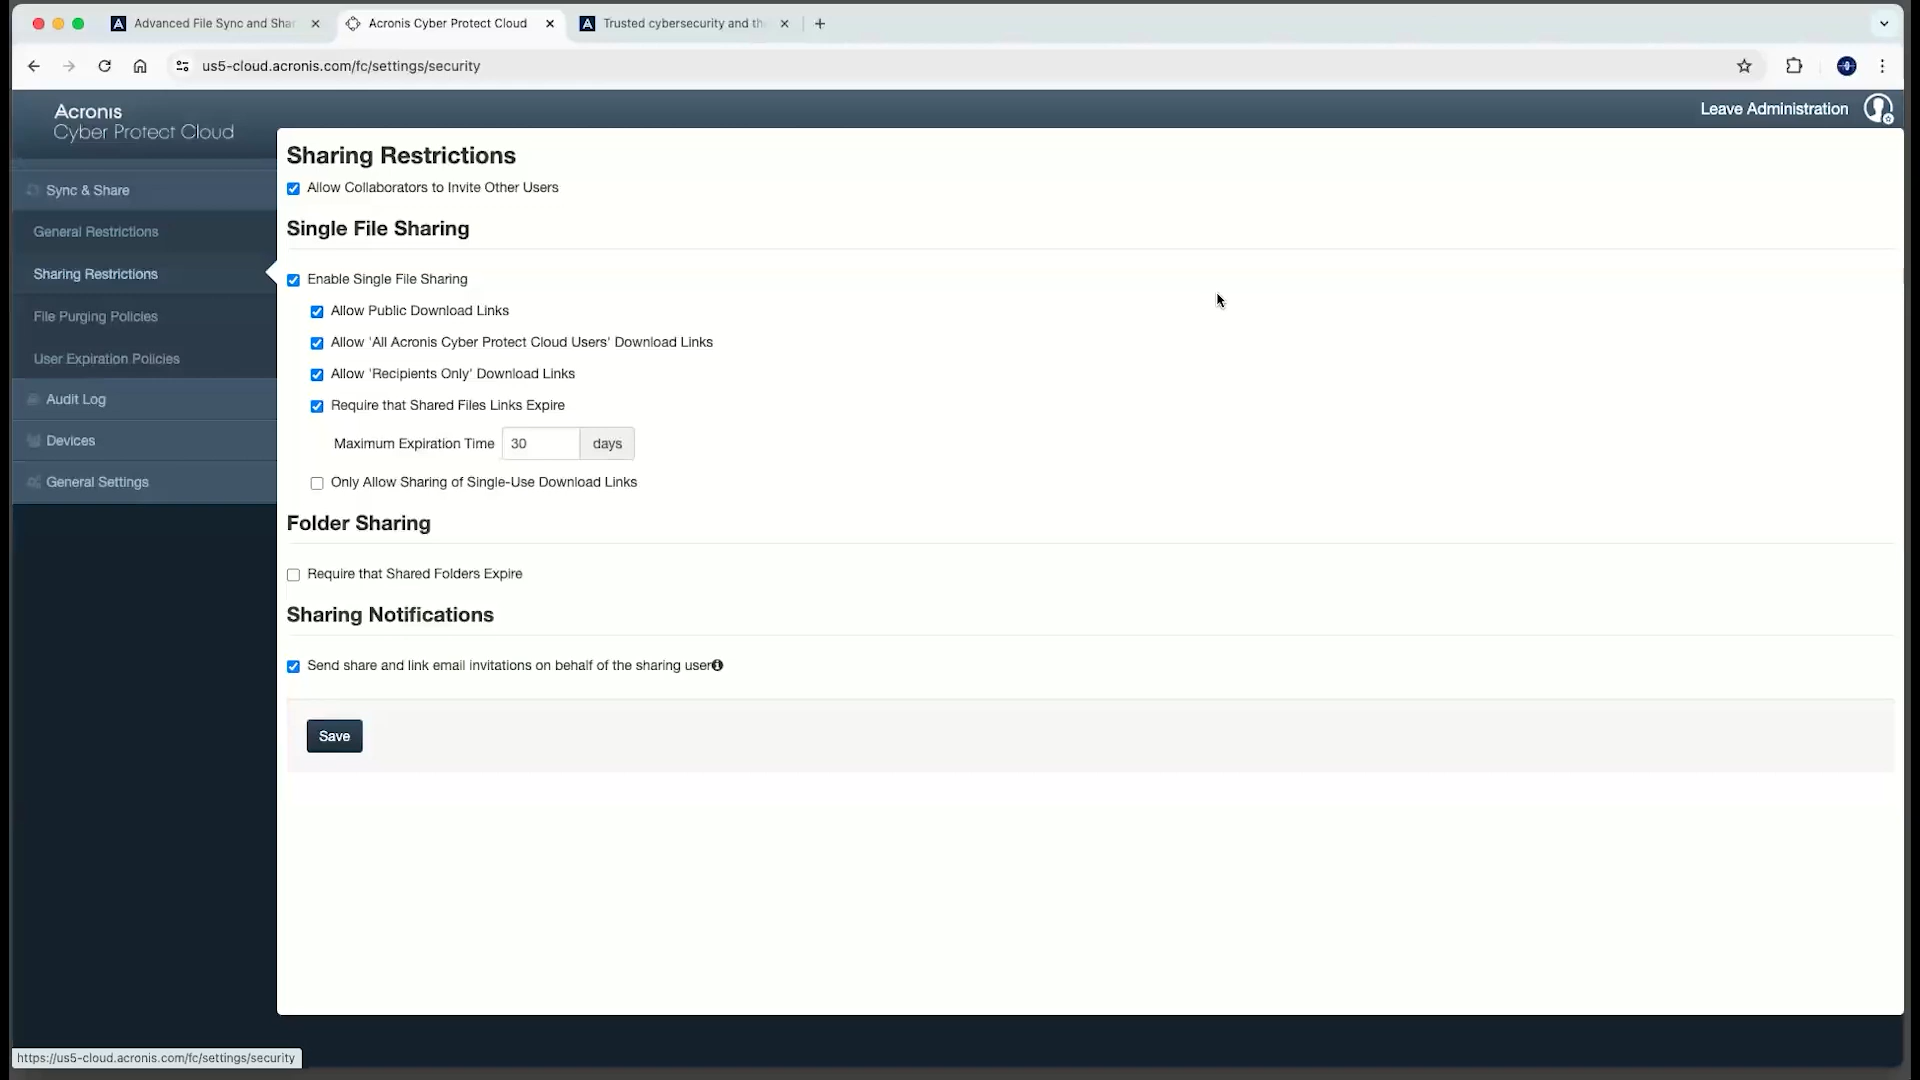 Advanced File Sync and Shar
Acronis Cyber Protect Cloud
Trusted cybersecurity and th
us5-cloud.acronis.com/fc/settings/security
Acronis
Cyber Protect Cloud
Leave Administration
Sync & Share
General Restrictions
Sharing Restrictions
File Purging Policies
User Expiration Policies
Audit Log
Devices
General Settings
Sharing Restrictions
Allow Collaborators to Invite Other Users
Single File Sharing
Enable Single File Sharing
Allow Public Download Links
Allow 'All Acronis Cyber Protect Cloud Users' Download Links
Allow 'Recipients Only' Download Links
Require that Shared Files Links Expire
Maximum Expiration Time 30 days
Only Allow Sharing of Single-Use Download Links
Folder Sharing
Require that Shared Folders Expire
Sharing Notifications
Send share and link email invitations on behalf of the sharing user
Save
https://us5-cloud.acronis.com/fc/settings/security